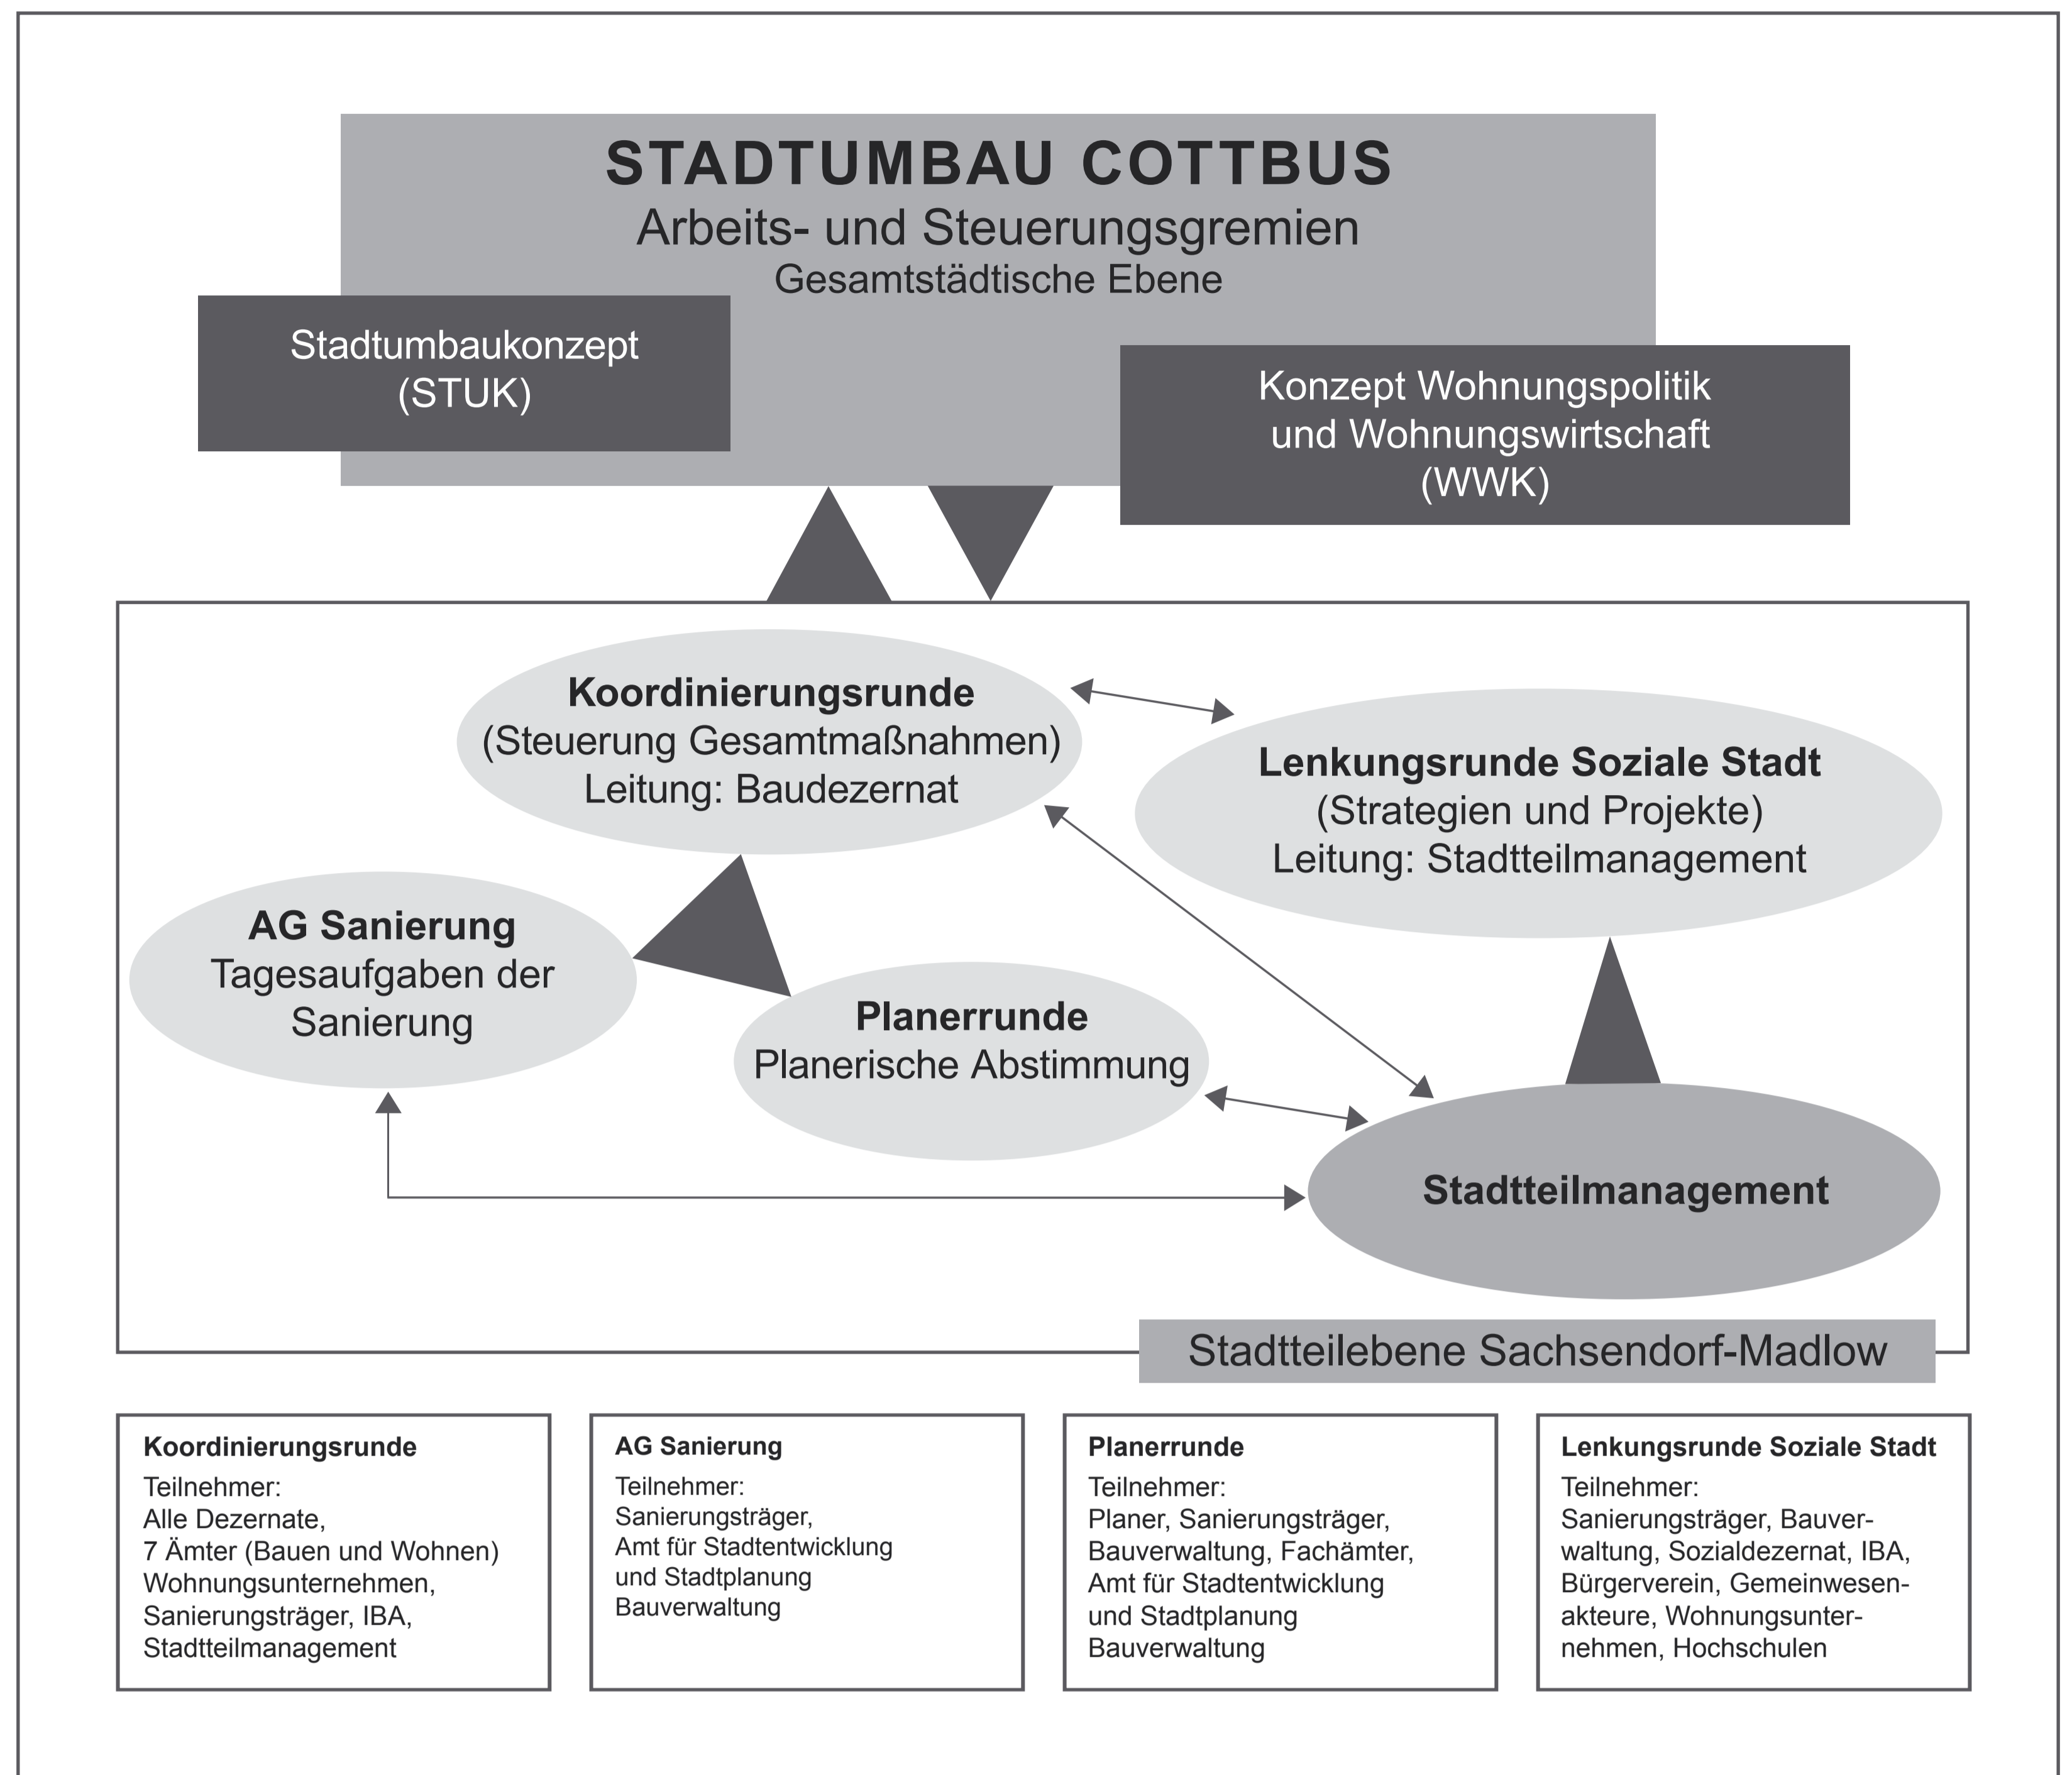 STADTUMBAU COTTBUS
Arbeits- und Steuerungsgremien
Gesamtstädtische Ebene
Stadtumbaukonzept
(STUK)
Konzept Wohnungspolitik
und Wohnungswirtschaft
(WWK)
Koordinierungsrunde
(Steuerung Gesamtmaßnahmen)
Leitung: Baudezernat
Lenkungsrunde Soziale Stadt
(Strategien und Projekte)
Leitung: Stadtteilmanagement
AG Sanierung
Tagesaufgaben der
Sanierung
Planerrunde
Planerische Abstimmung
Stadtteilmanagement
Stadtteilebene Sachsendorf-Madlow
Koordinierungsrunde
Teilnehmer:
Alle Dezernate,
7 Ämter (Bauen und Wohnen)
Wohnungsunternehmen,
Sanierungsträger, IBA,
Stadtteilmanagement
AG Sanierung
Teilnehmer:
Sanierungsträger,
Amt für Stadtentwicklung
und Stadtplanung
Bauverwaltung
Planerrunde
Teilnehmer:
Planer, Sanierungsträger,
Bauverwaltung, Fachämter,
Amt für Stadtentwicklung
und Stadtplanung
Bauverwaltung
Lenkungsrunde Soziale Stadt
Teilnehmer:
Sanierungsträger, Bauver-
waltung, Sozialdezernat, IBA,
Bürgerverein, Gemeinwesen-
akteure, Wohnungsunter-
nehmen, Hochschulen